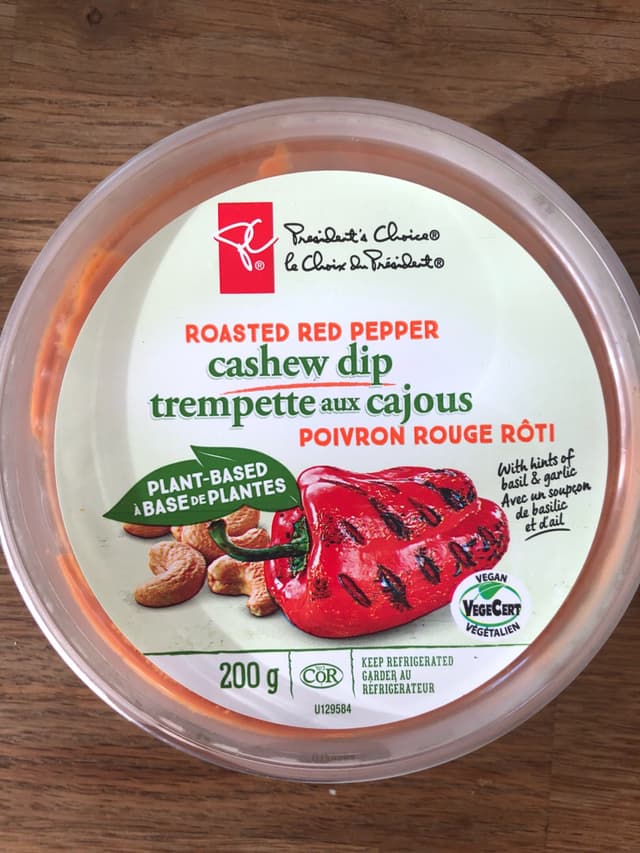 PC®
President's Choice®
le Choix du Président®
ROASTED RED PEPPER
cashew dip
trempette aux cajous
POIVRON ROUGE RÔTI
With hints of
basil & garlic
Avec un soupçon
de basilic
et d'ail
PLANT-BASED
À BASE DE PLANTES
VEGAN
VEGECERT
VÉGÉTALIEN
200 g
COR
KEEP REFRIGERATED
GARDER AU
RÉFRIGÉRATEUR
U129584